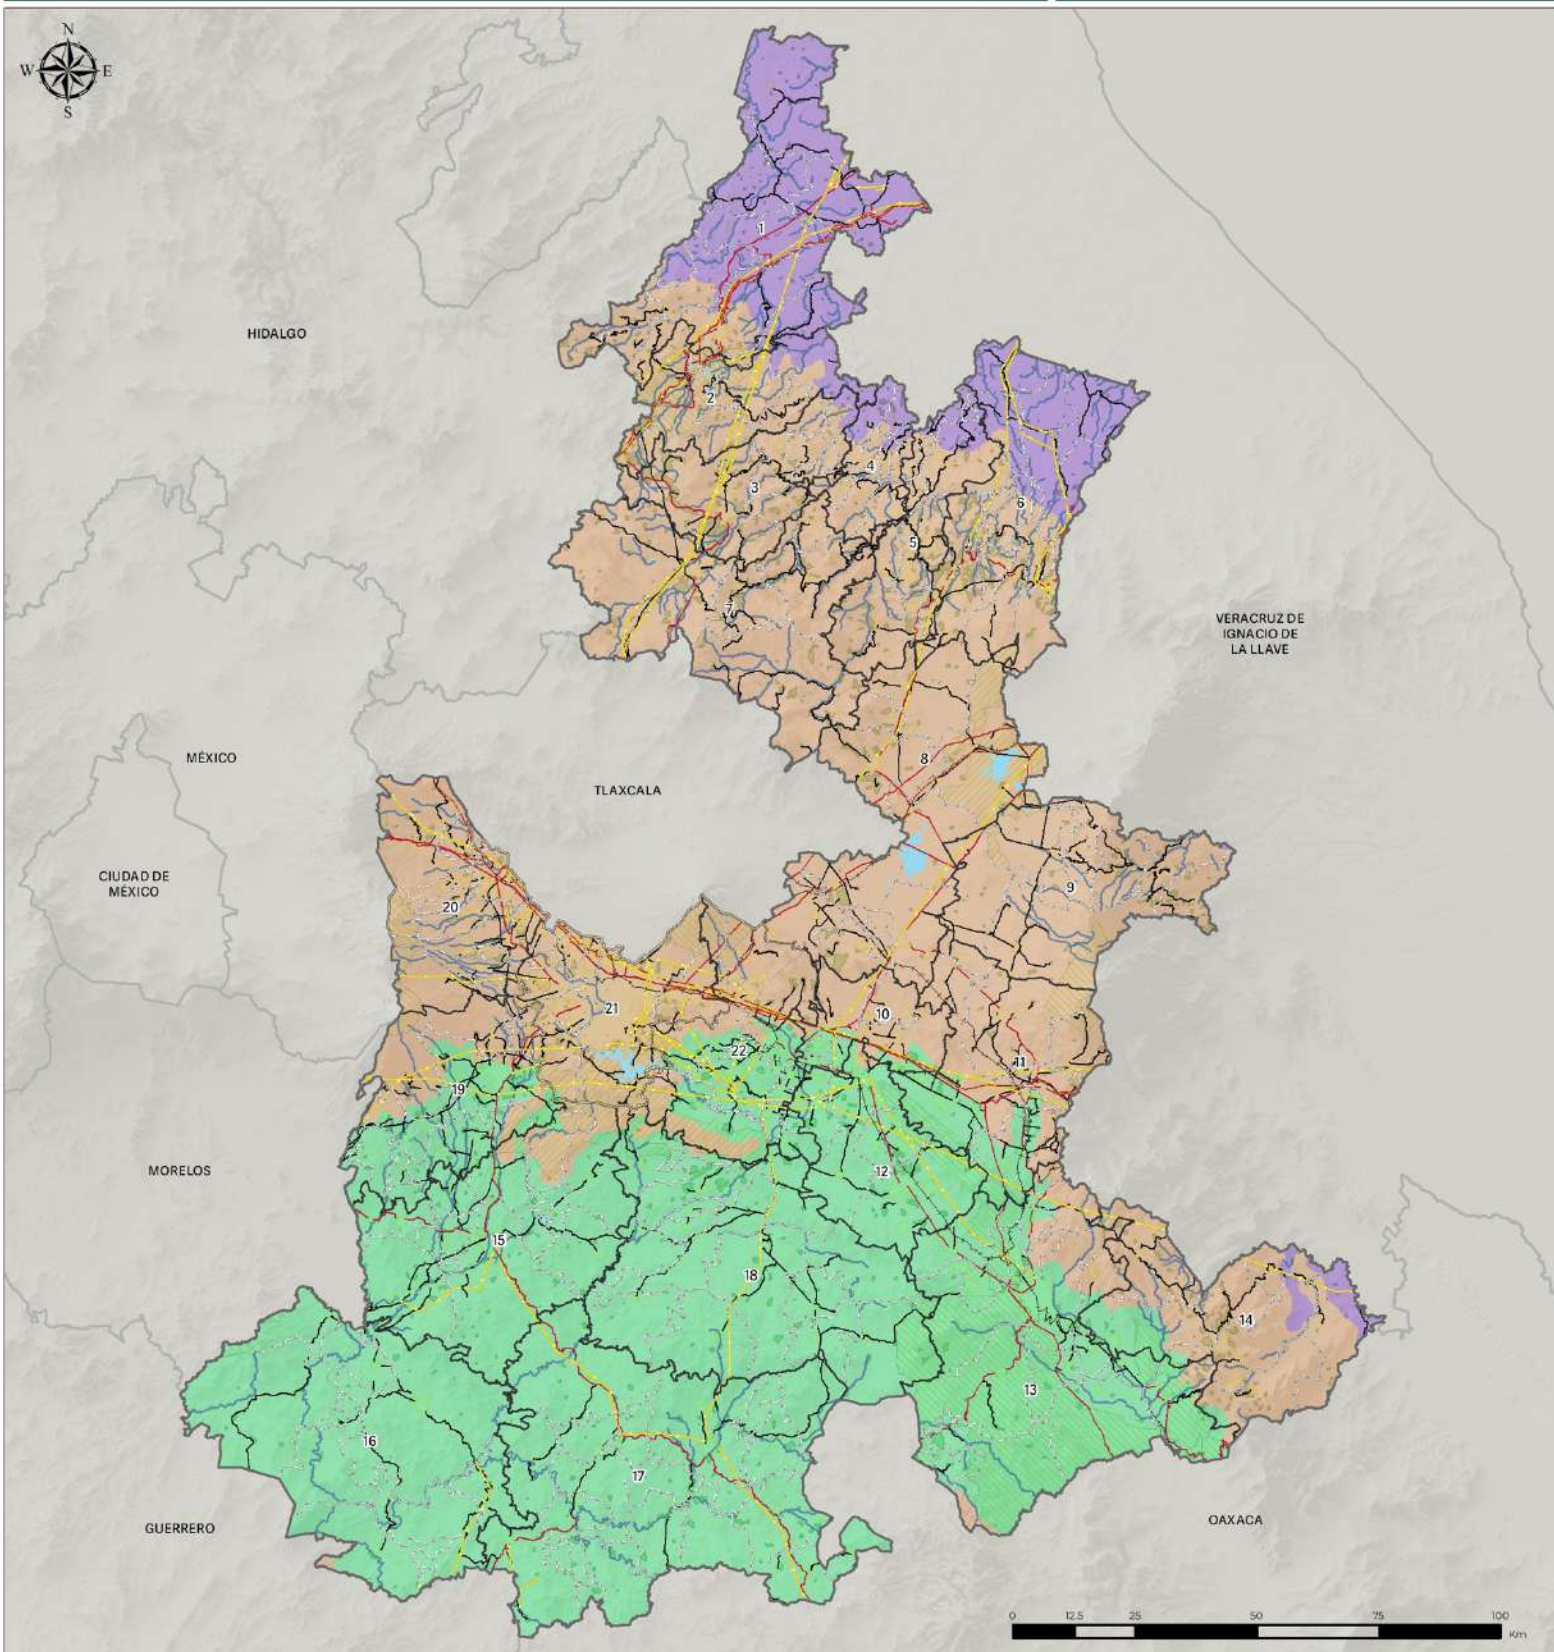 N
W E
S
1
HIDALGO
2
4
3
6
5
7
VERACRUZ DE
IGNACIO DE
LA LLAVE
MÉXICO
8
TLAXCALA
CIUDAD DE
MÉXICO
9
20
21
10
22
11
19
MORELOS
12
15
18
14
13
16
17
GUERRERO
OAXACA
0 12.5 25 50 75 100
Km